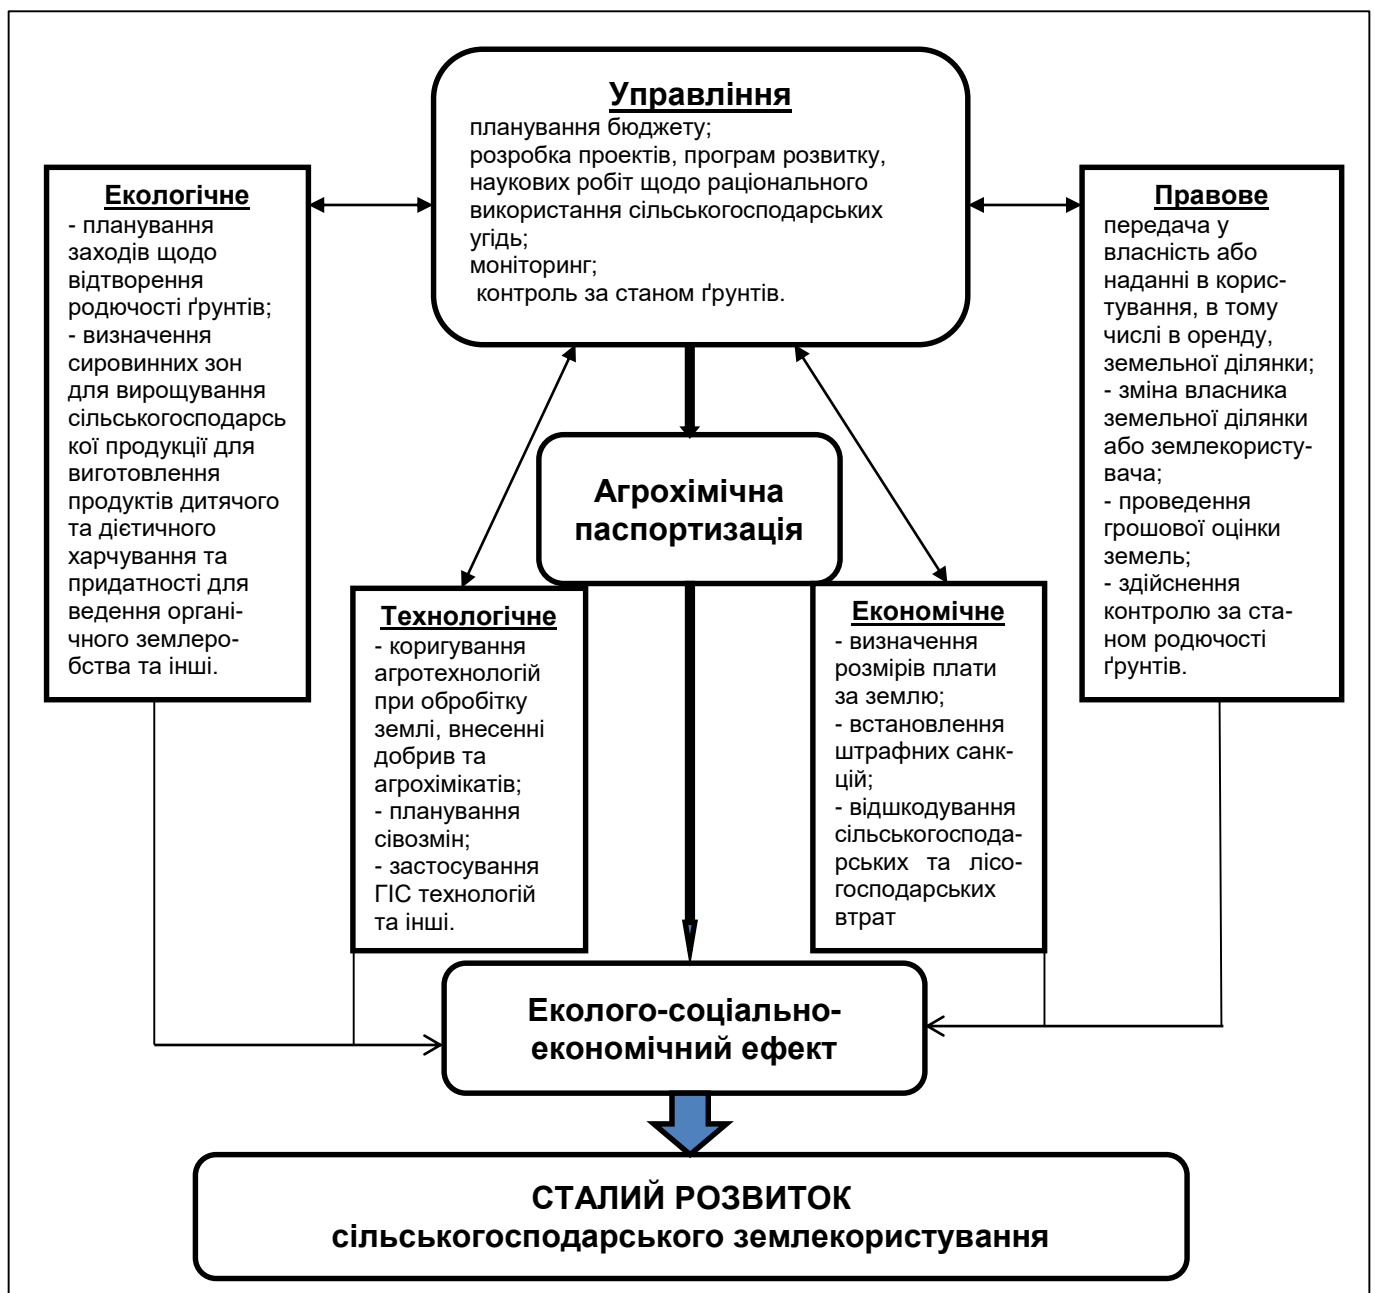 Управління
планування бюджету;
розробка проектів, програм розвитку,
наукових робіт щодо раціонального
використання сільськогосподарських
угідь;
моніторинг;
контроль за станом ґрунтів.
Екологічне
- планування
заходів щодо
відтворення
родючості ґрунтів;
- визначення
сировинних зон
для вирощування
сільськогосподарсь
кої продукції для
виготовлення
продуктів дитячого
та дієтичного
харчування та
придатності для
ведення органі-
чного землеро-
бства та інші.
Правове
передача у
власність або
наданні в корис-
тування, в тому
числі в оренду,
земельної ділянки;
- зміна власника
земельної ділянки
або землекористу-
вача;
- проведення
грошової оцінки
земель;
- здійснення
контролю за ста-
ном родючості
ґрунтів.
Агрохімічна
паспортизація
Технологічне
- коригування
агротехнологій
при обробітку
землі, внесенні
добрив та
агрохімікатів;
- планування
сівозмін;
- застосування
ГІС технологій
та інші.
Економічне
- визначення
розмірів плати
за землю;
- встановлення
штрафних санк-
цій;
- відшкодування
сільськогоспода-
рських та лісо-
господарських
втрат
Еколого-соціально-
економічний ефект
СТАЛИЙ РОЗВИТОК
сільськогосподарського землекористування